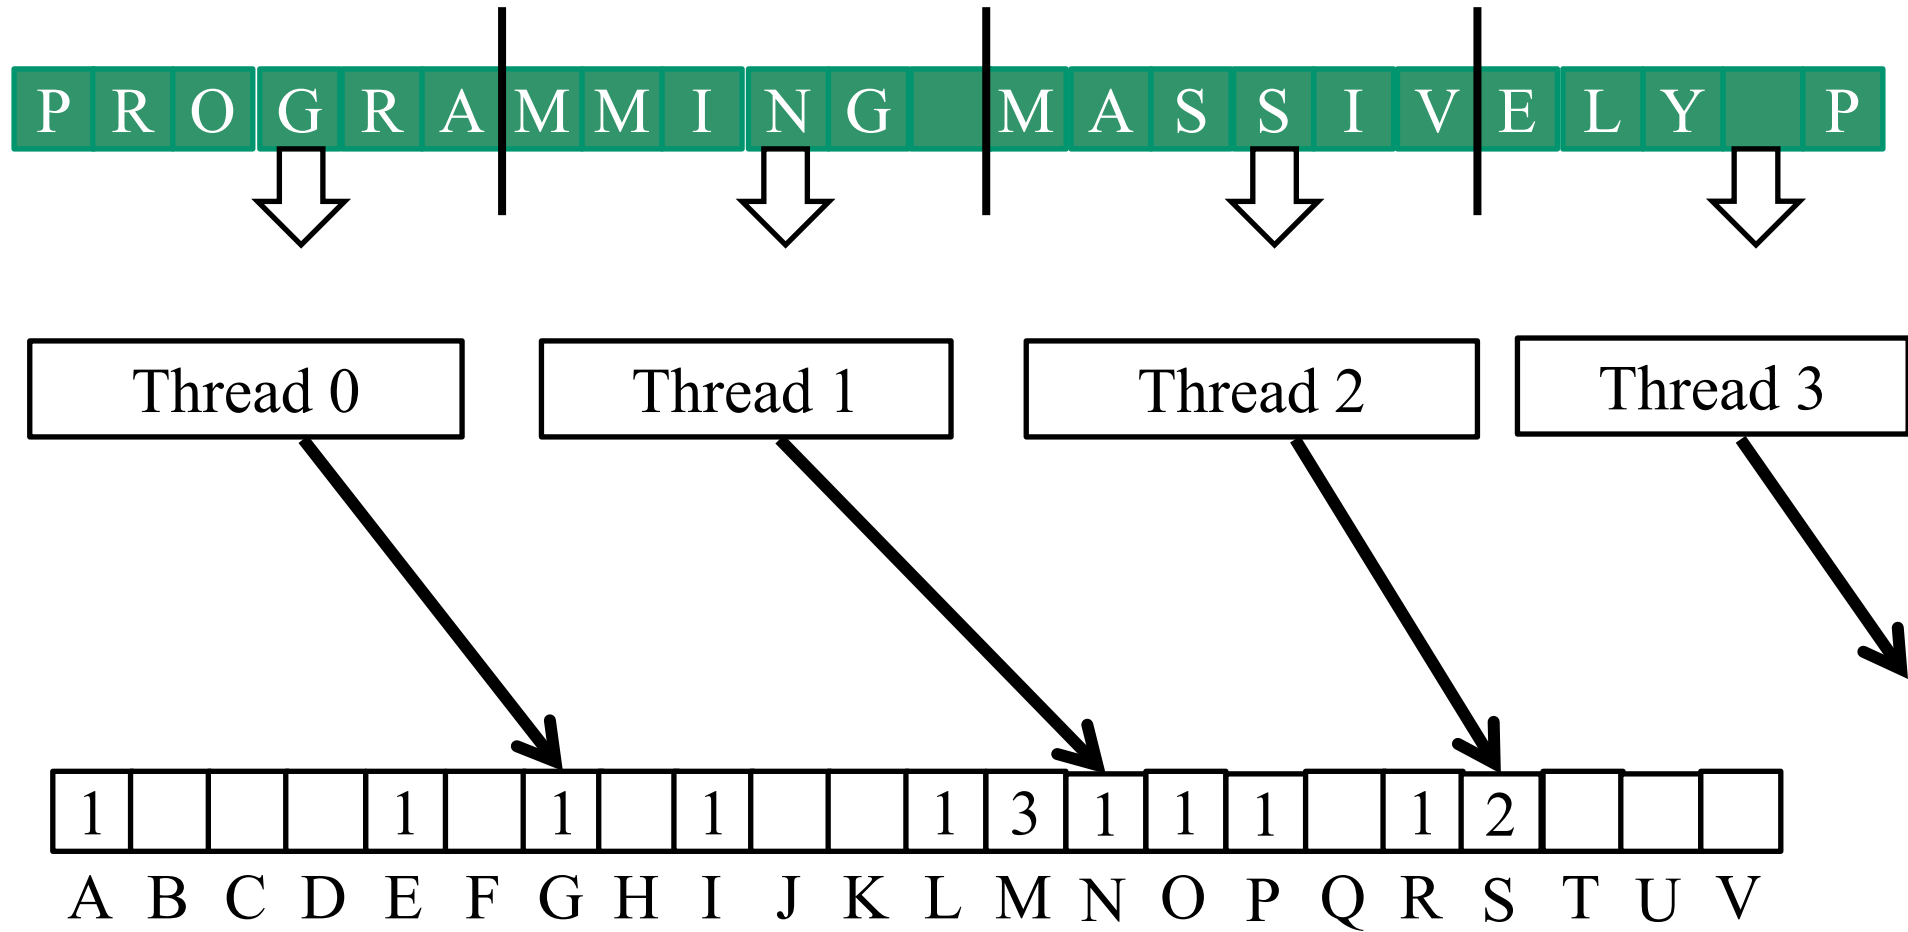 P R O G R A M M I N G M A S S I V E L Y P
Thread 0 Thread 1 Thread 2 Thread 3
1 1 1 1 1 3 1 1 1 1 2
A B C D E F G H I J K L M N O P Q R S T U V